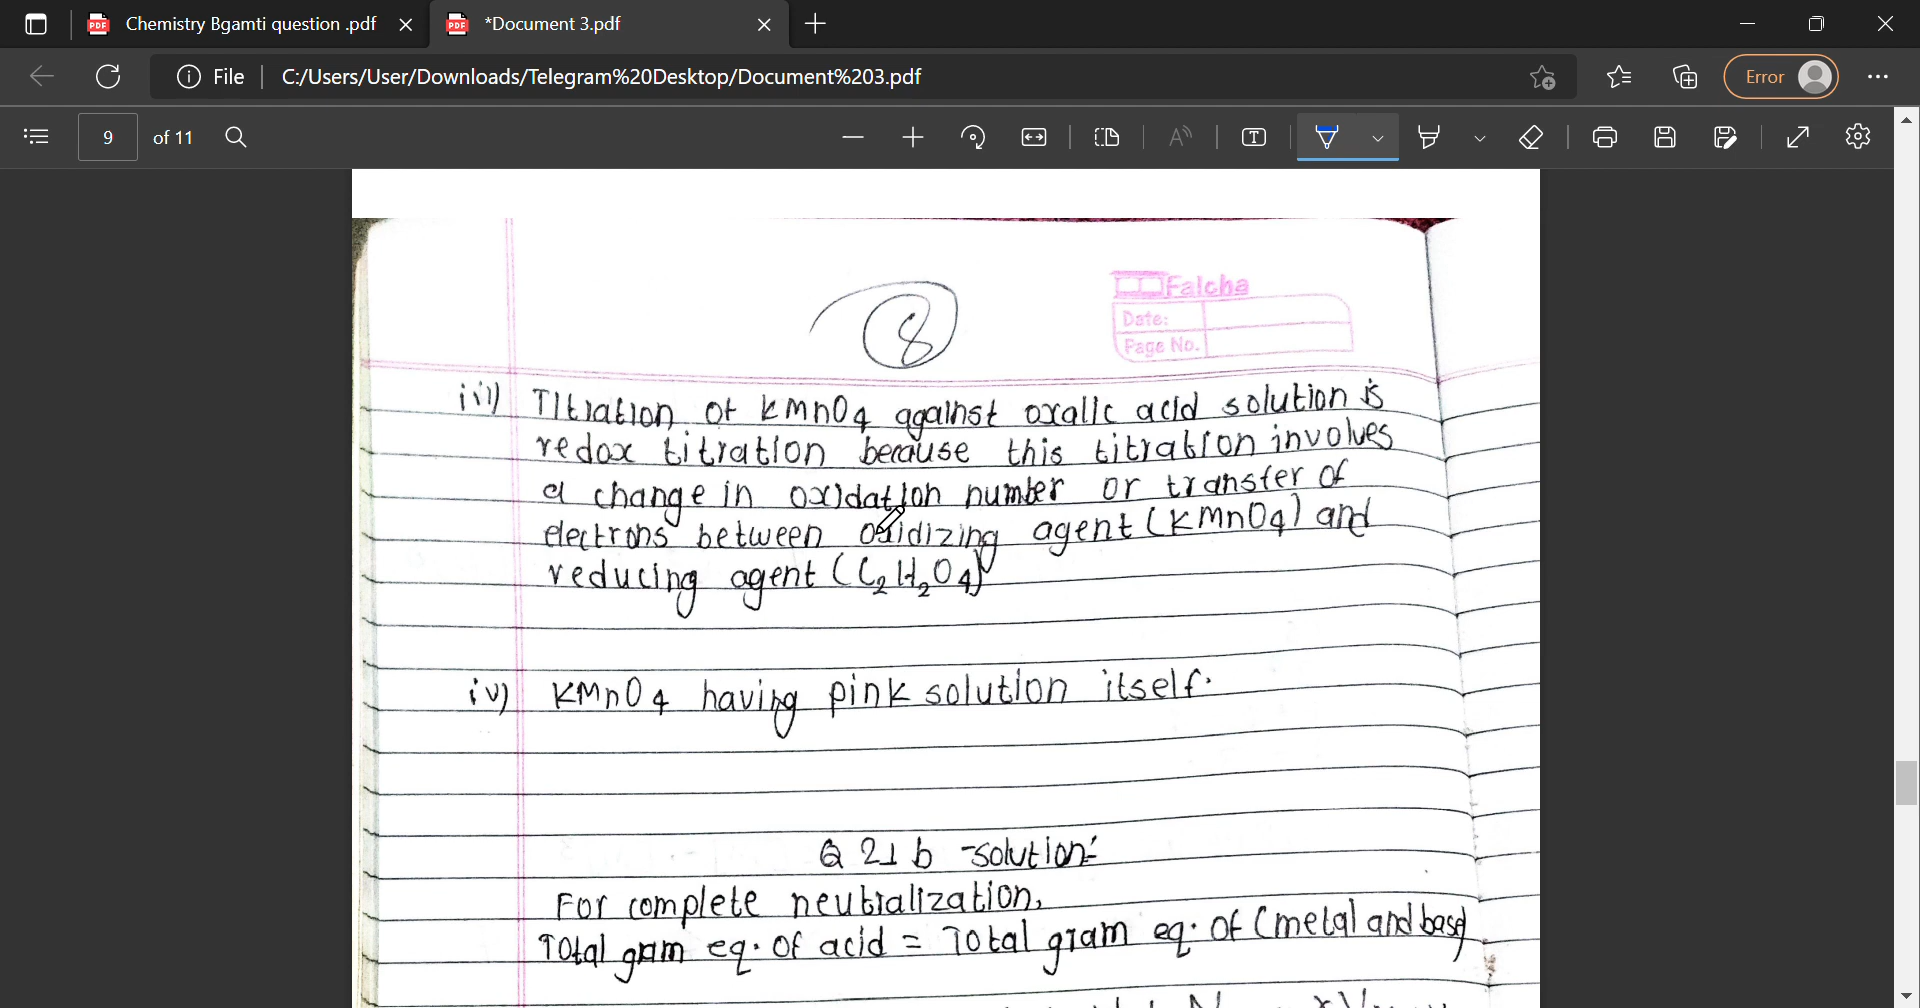 Chemistry Bgamti question .pdf
*Document 3.pdf
File
C:/Users/User/Downloads/Telegram%20Desktop/Document%203.pdf
Error
9 of 11
8
Falcha
Date:
Page No.
iii) Titration of KMnO4 against oxalic acid solution is
redox titration because this titration involves
a change in oxidation number or transfer of
electrons between oxidizing agent (KMnO4) and
reducing agent (C2H2O4)
iv) KMnO4 having pink solution itself.
Q 21 b -solution:-
For complete neutralization,
Total gram eq. of acid = Total gram eq. of (metal and base)